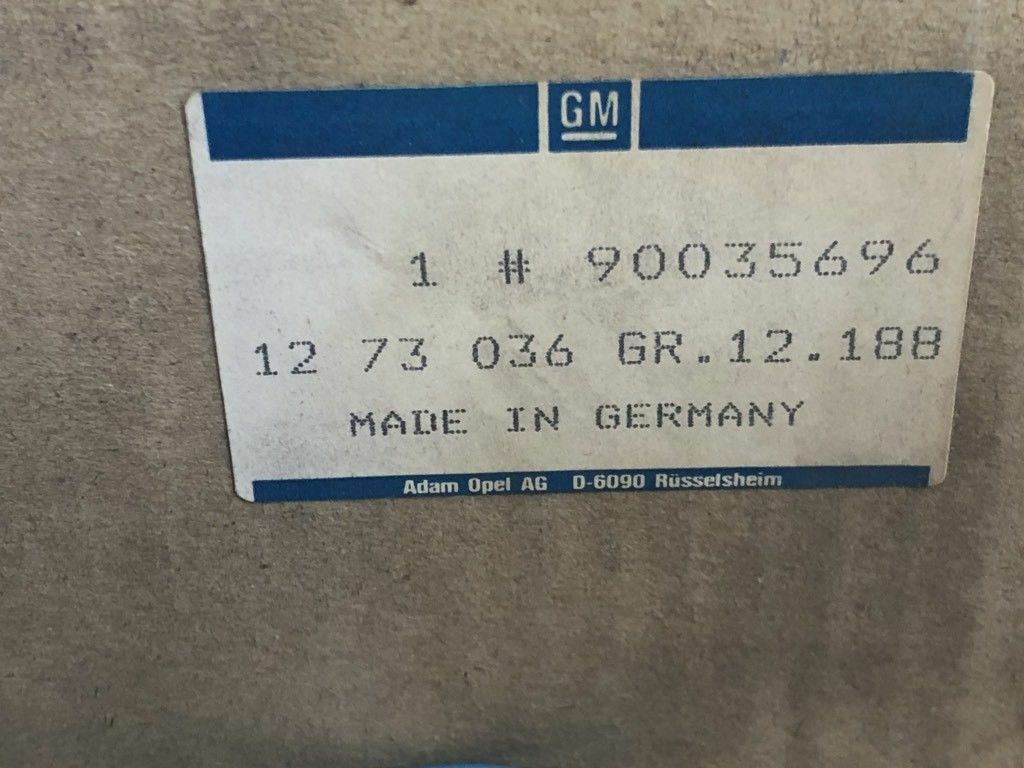 GM
1 # 90035696
12 73 036 GR.12.188
MADE IN GERMANY
Adam Opel AG D-6090 Rüsselsheim